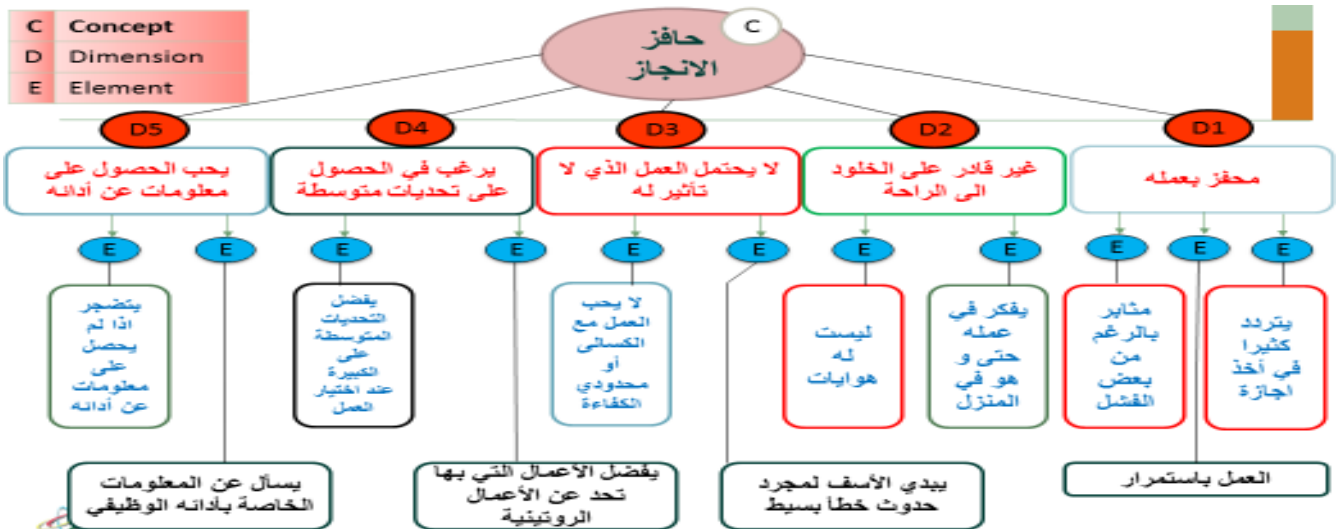 C Concept
D Dimension
E Element
حافز
الانجاز
C
D5
D4
D3
D2
D1
يحب الحصول على
معلومات عن أدائه
يرغب في الحصول
على تحديات متوسطة
لا يحتمل العمل الذي لا
تأثير له
غير قادر على الخلود
الى الراحة
محفز بعمله
E
E
E
E
E
E
E
E
E
E
E
يتضجر
اذا لم
يحصل
على
معلومات
عن أدائه
يفضل
التحديات
المتوسطة
على
الكبيرة
عند اختيار
العمل
لا يحب
العمل مع
الكسالى
أو
محدودي
الكفاءة
ليست
له
هوايات
يفكر في
عمله
حتى و
هو في
المنزل
مثابر
بالرغم
من
بعض
الفشل
يتردد
كثيرا
في أخذ
اجازة
يسأل عن المعلومات
الخاصة بأدائه الوظيفي
يفضل الأعمال التي بها
تحد عن الأعمال
الروتينية
يبدي الأسف لمجرد
حدوث خطأ بسيط
العمل باستمرار